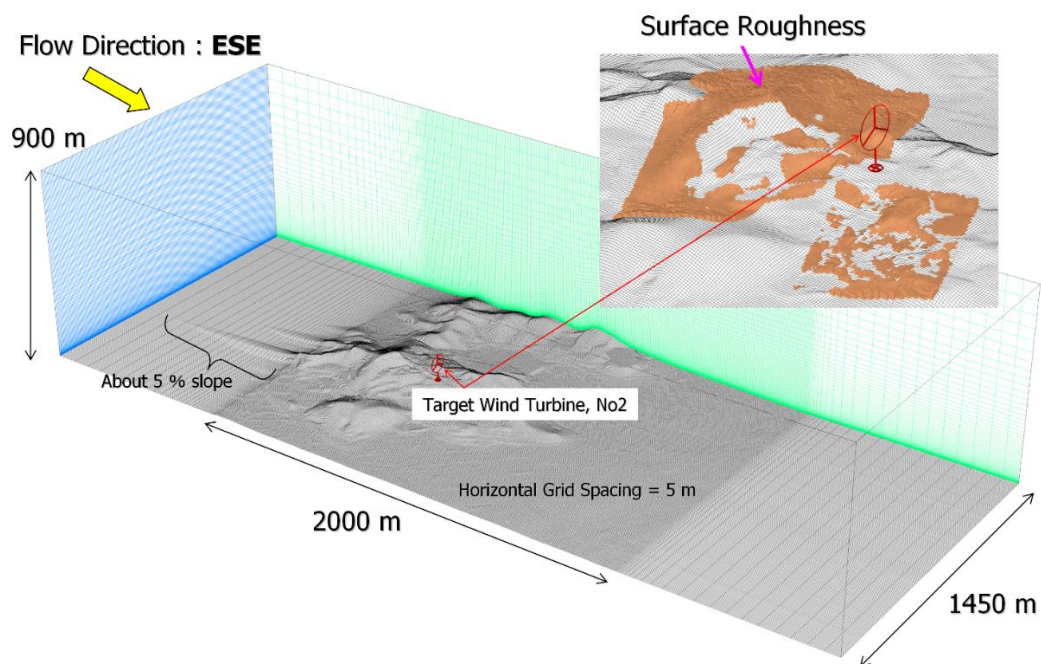 Flow Direction : ESE
Surface Roughness
900 m
About 5 % slope
Target Wind Turbine, No2
Horizontal Grid Spacing = 5 m
2000 m
1450 m